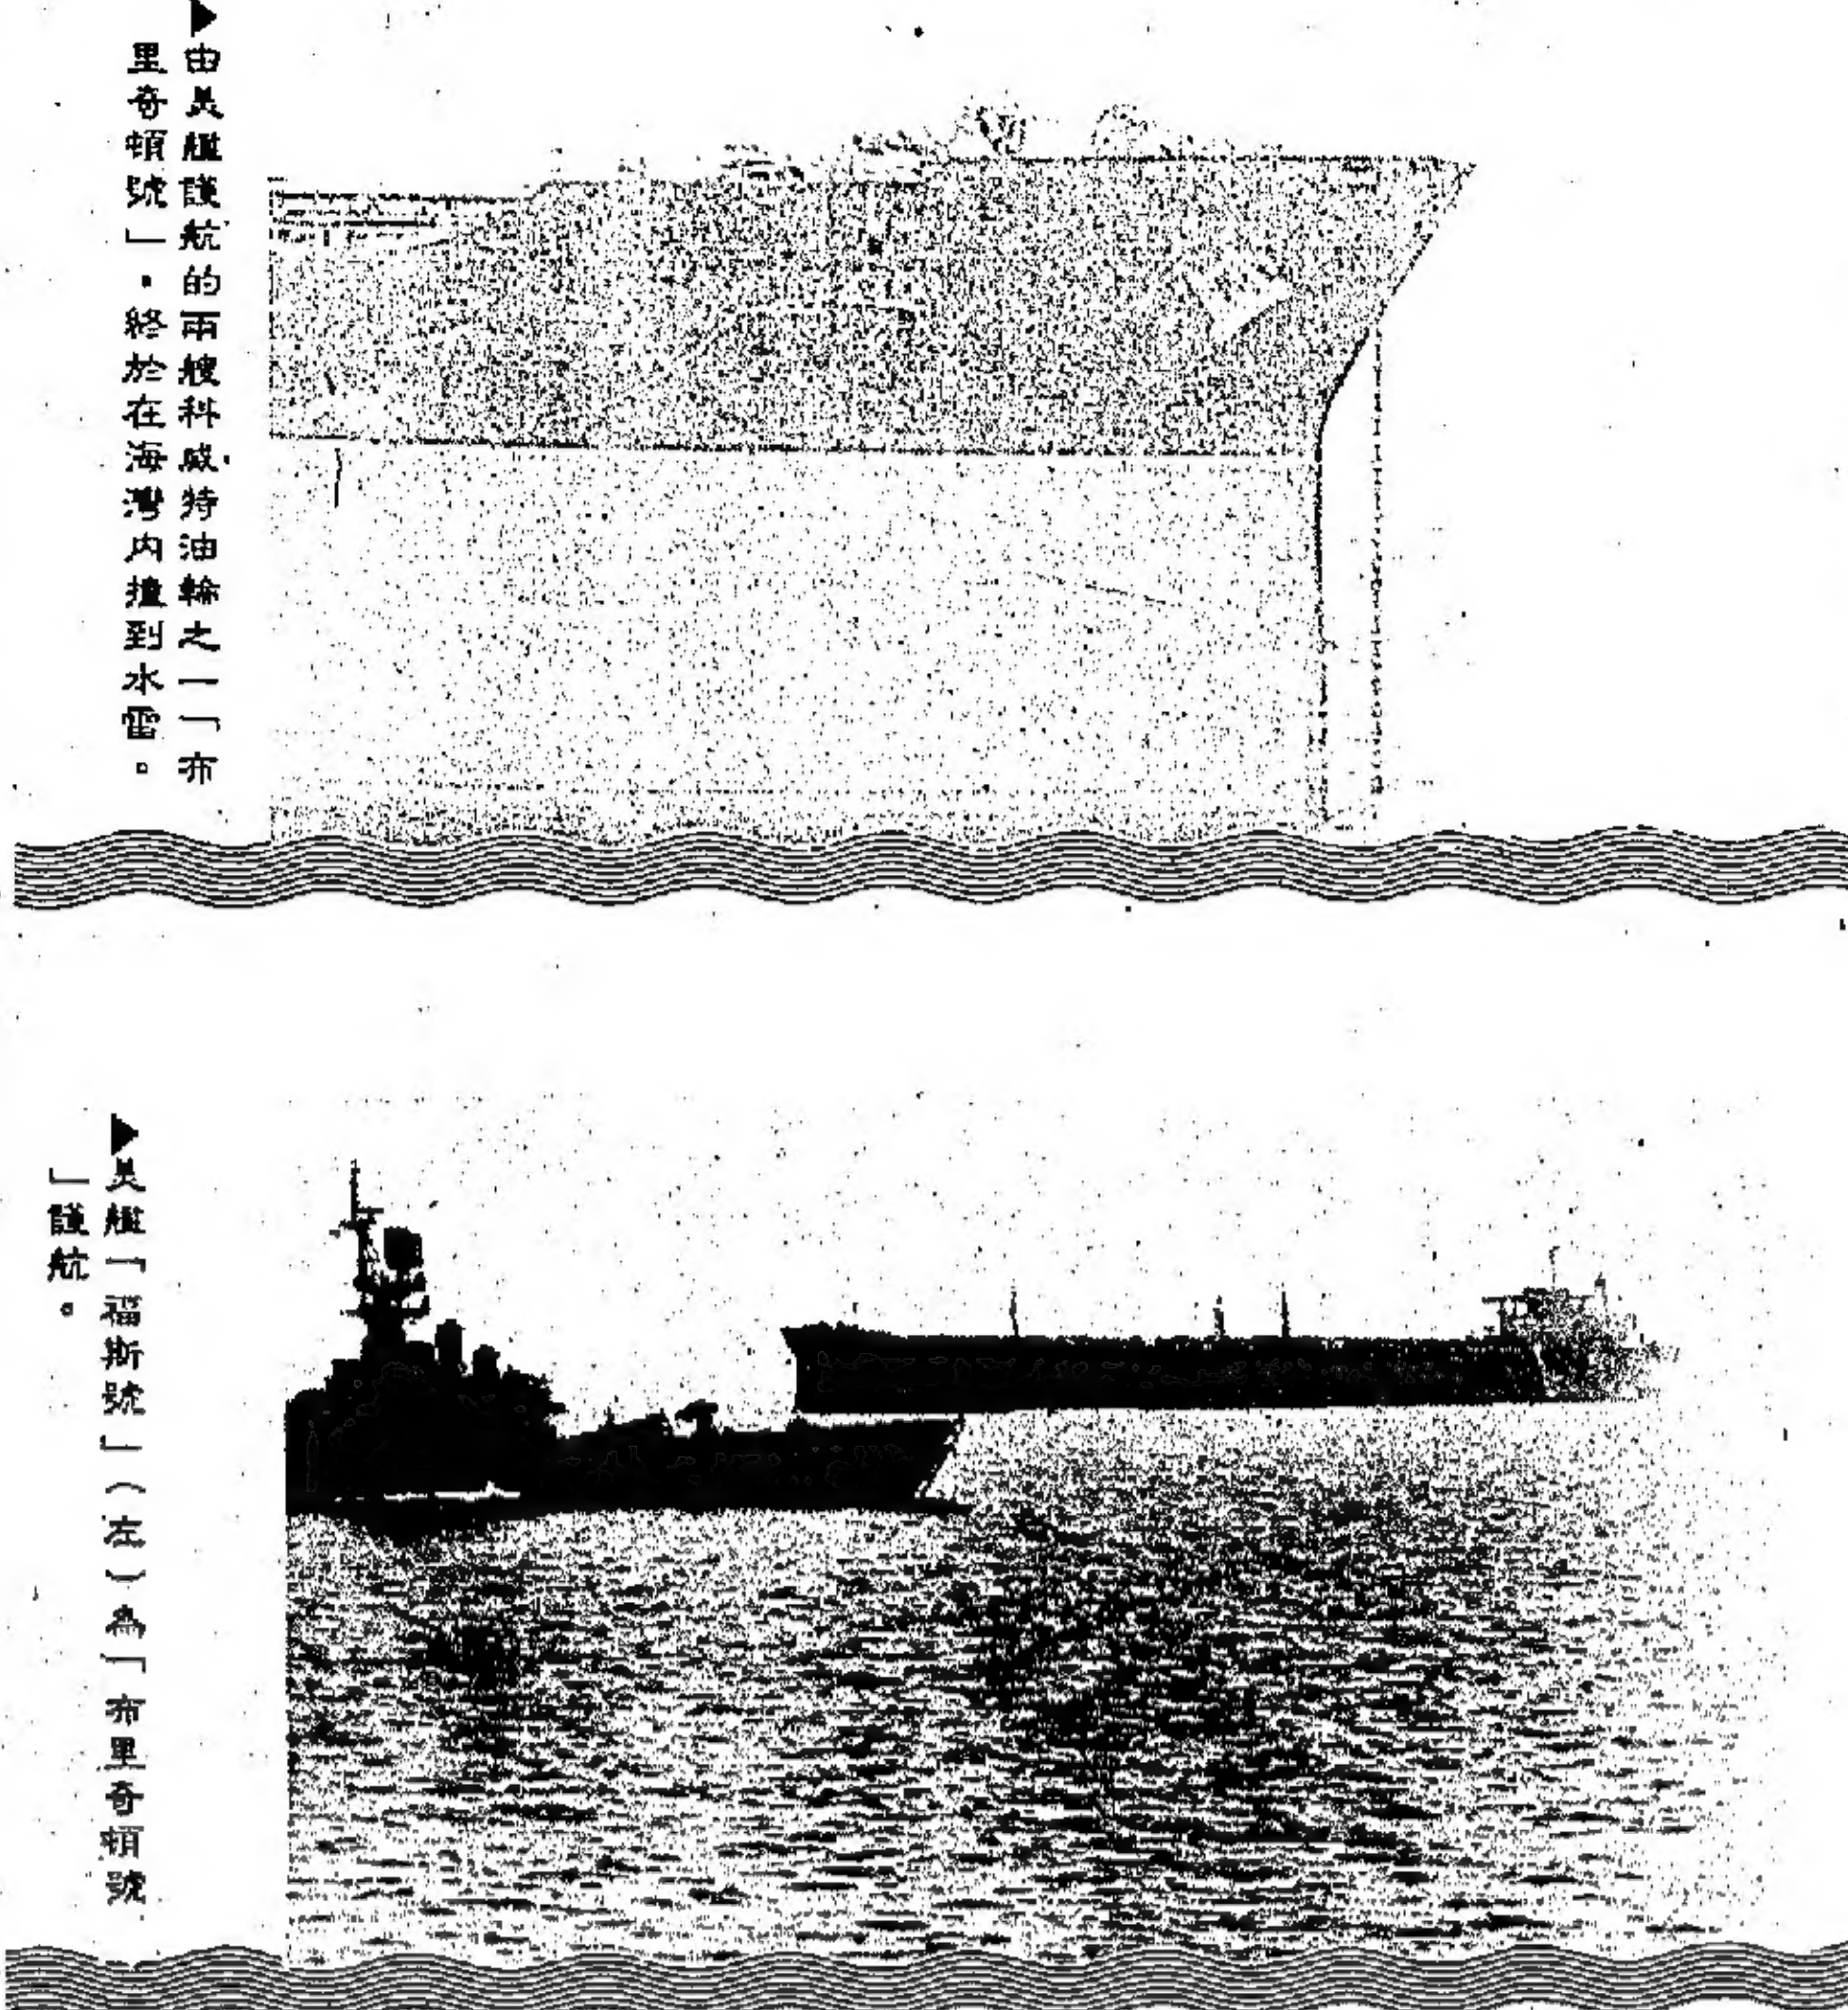 ▶由美艦護航的兩艘科威特油輪之一「布
里奇頓號」，終於在海灣內撞到水雷。
▶美艦「福斯號」（左）為「布里奇頓號
」護航。